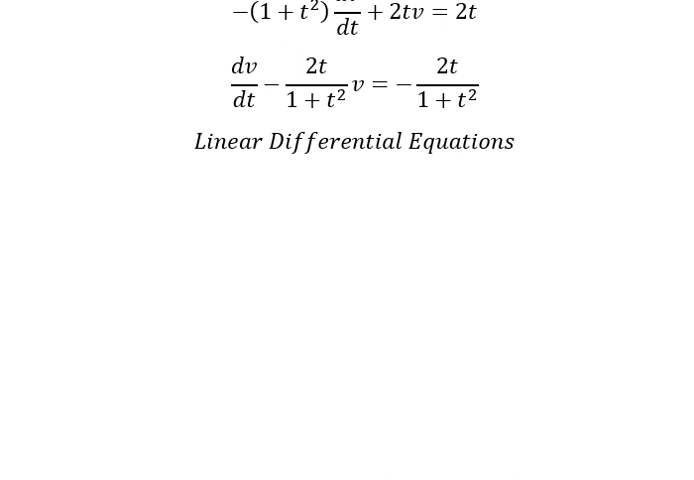 −(1 + t²) /dt + 2tv = 2t
dv/dt − 2t/(1 + t²) v = − 2t/(1 + t²)
Linear Differential Equations